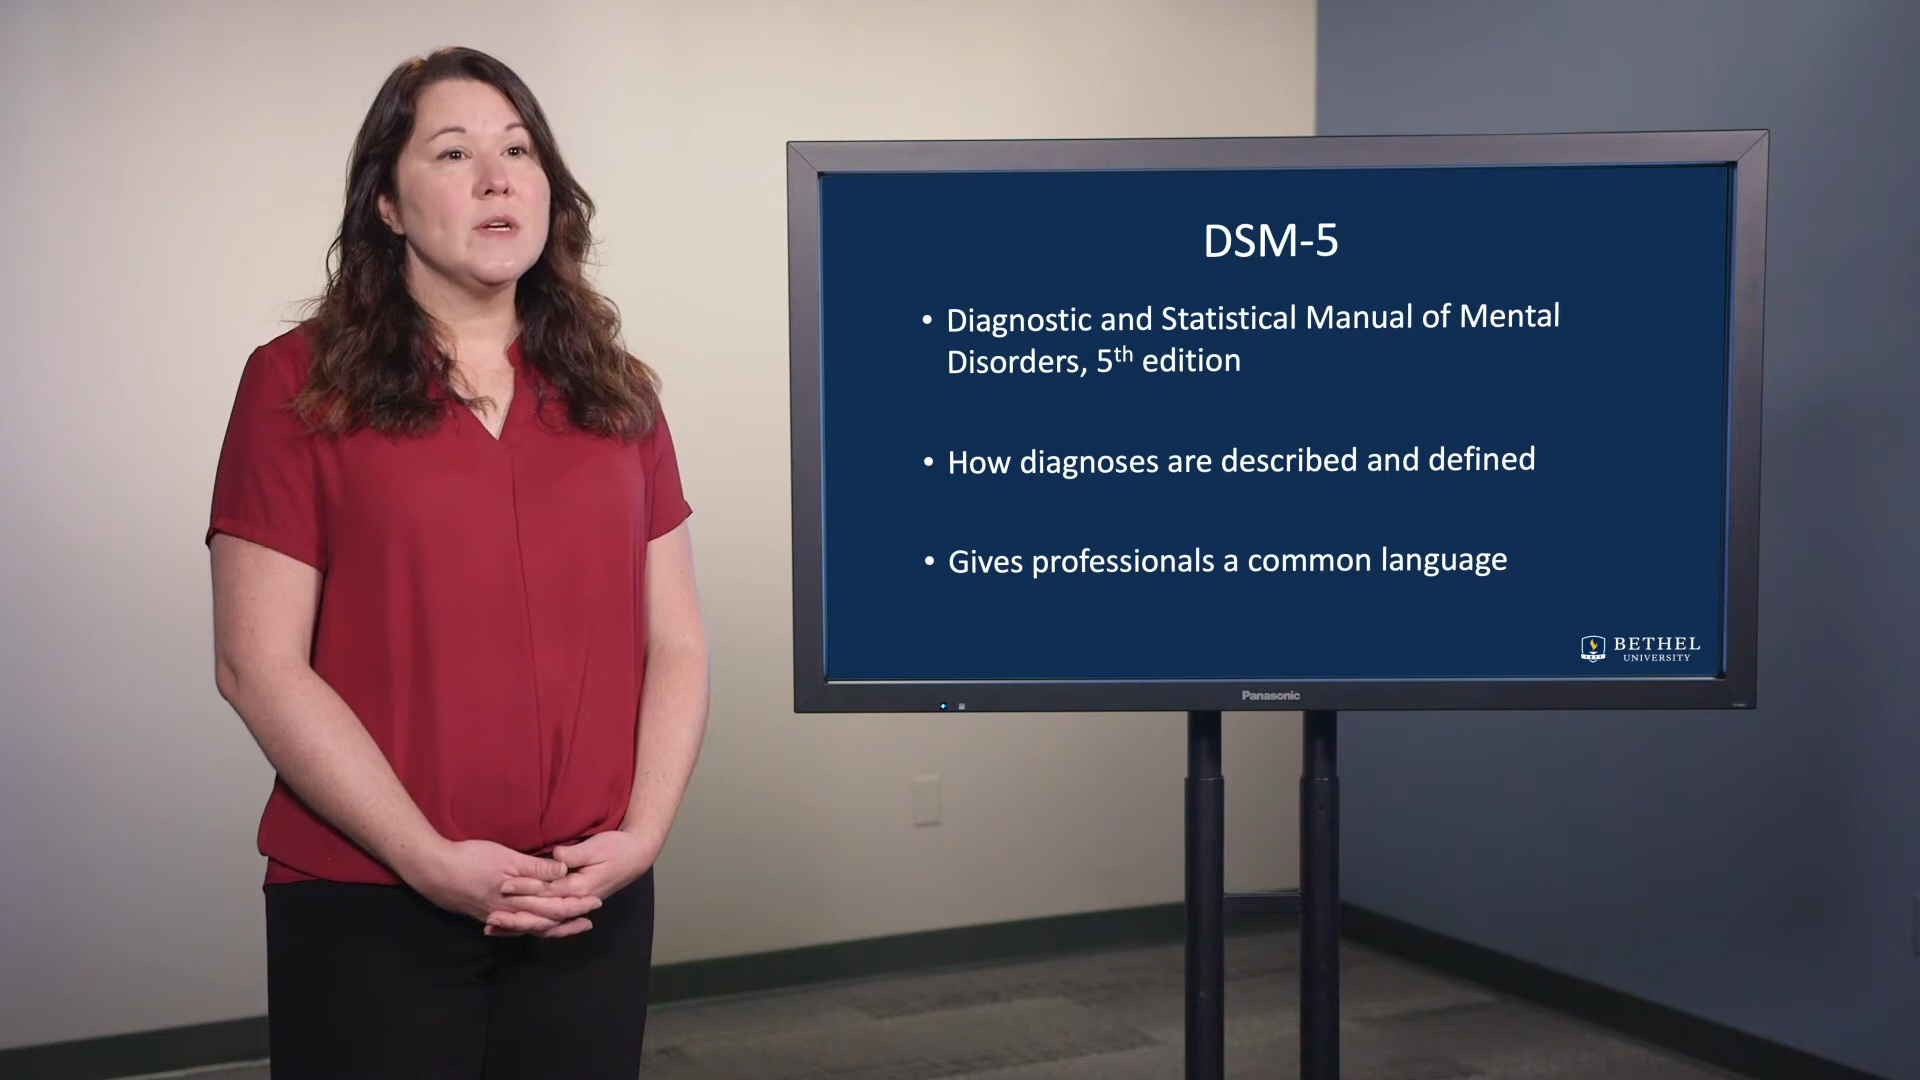 DSM-5
• Diagnostic and Statistical Manual of Mental
Disorders, 5th edition
• How diagnoses are described and defined
• Gives professionals a common language
BETHEL
UNIVERSITY
Panasonic